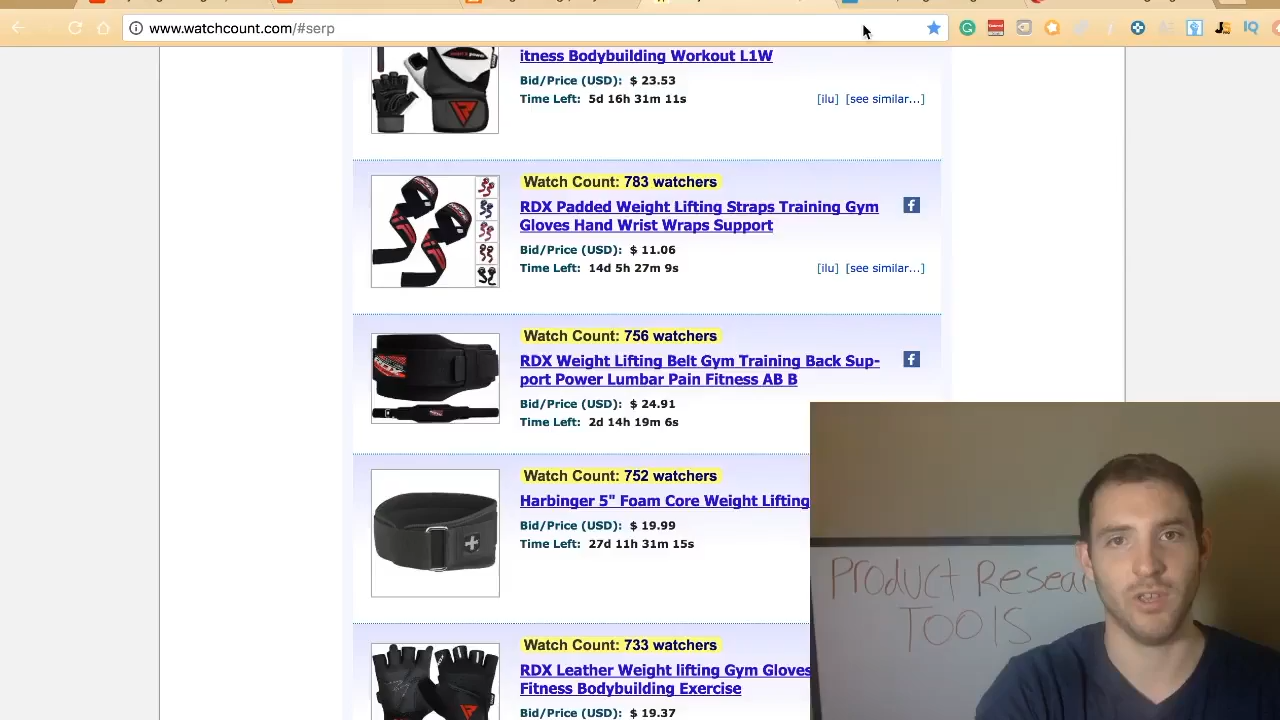 www.watchcount.com/#serp
itness Bodybuilding Workout L1W
Bid/Price (USD): $ 23.53
Time Left: 5d 16h 31m 11s
[ilu] [see similar...]
Watch Count: 783 watchers
RDX Padded Weight Lifting Straps Training Gym
Gloves Hand Wrist Wraps Support
Bid/Price (USD): $ 11.06
Time Left: 14d 5h 27m 9s
[ilu] [see similar...]
Watch Count: 756 watchers
RDX Weight Lifting Belt Gym Training Back Sup-
port Power Lumbar Pain Fitness AB B
Bid/Price (USD): $ 24.91
Time Left: 2d 14h 19m 6s
Watch Count: 752 watchers
Harbinger 5" Foam Core Weight Lifting
Bid/Price (USD): $ 19.99
Time Left: 27d 11h 31m 15s
Watch Count: 733 watchers
RDX Leather Weight lifting Gym Gloves
Fitness Bodybuilding Exercise
Bid/Price (USD): $ 19.37
Product Resear
TOOLS